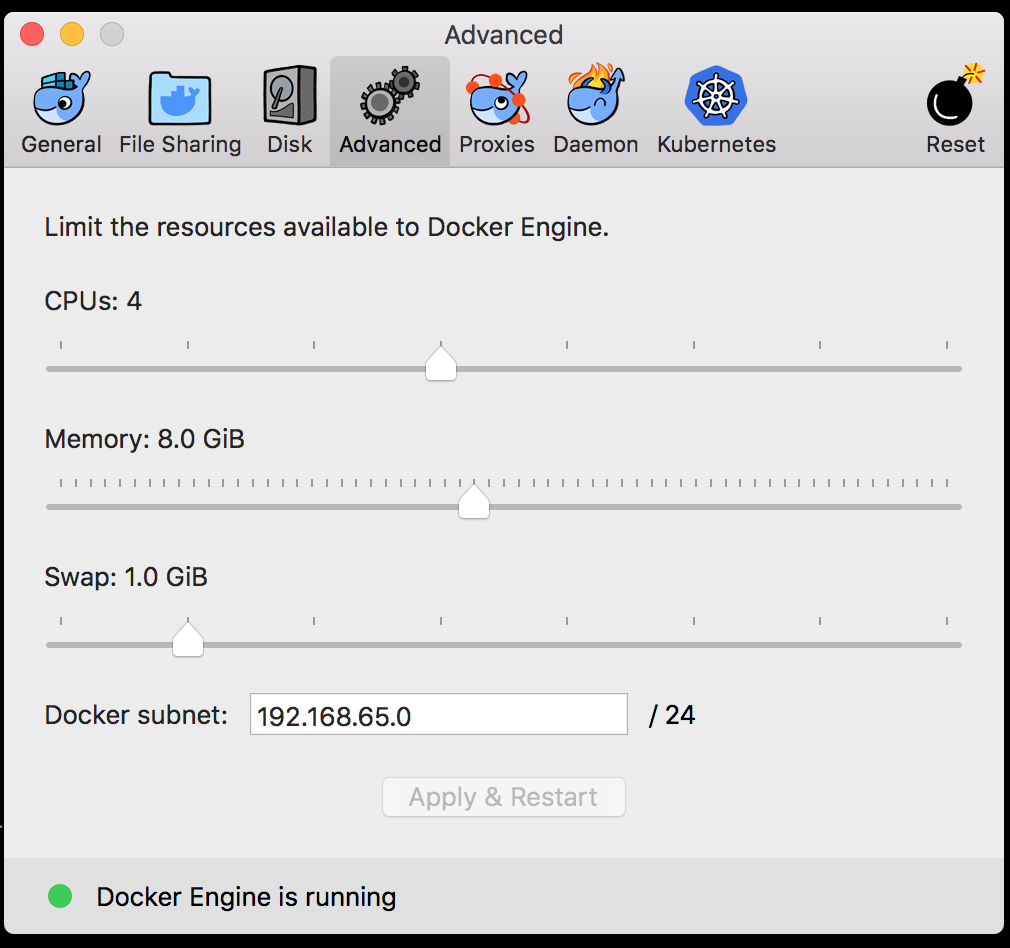 Advanced
General File Sharing Disk Advanced Proxies Daemon Kubernetes Reset
Limit the resources available to Docker Engine.
CPUs: 4
Memory: 8.0 GiB
Swap: 1.0 GiB
Docker subnet: 192.168.65.0 / 24
Apply & Restart
Docker Engine is running